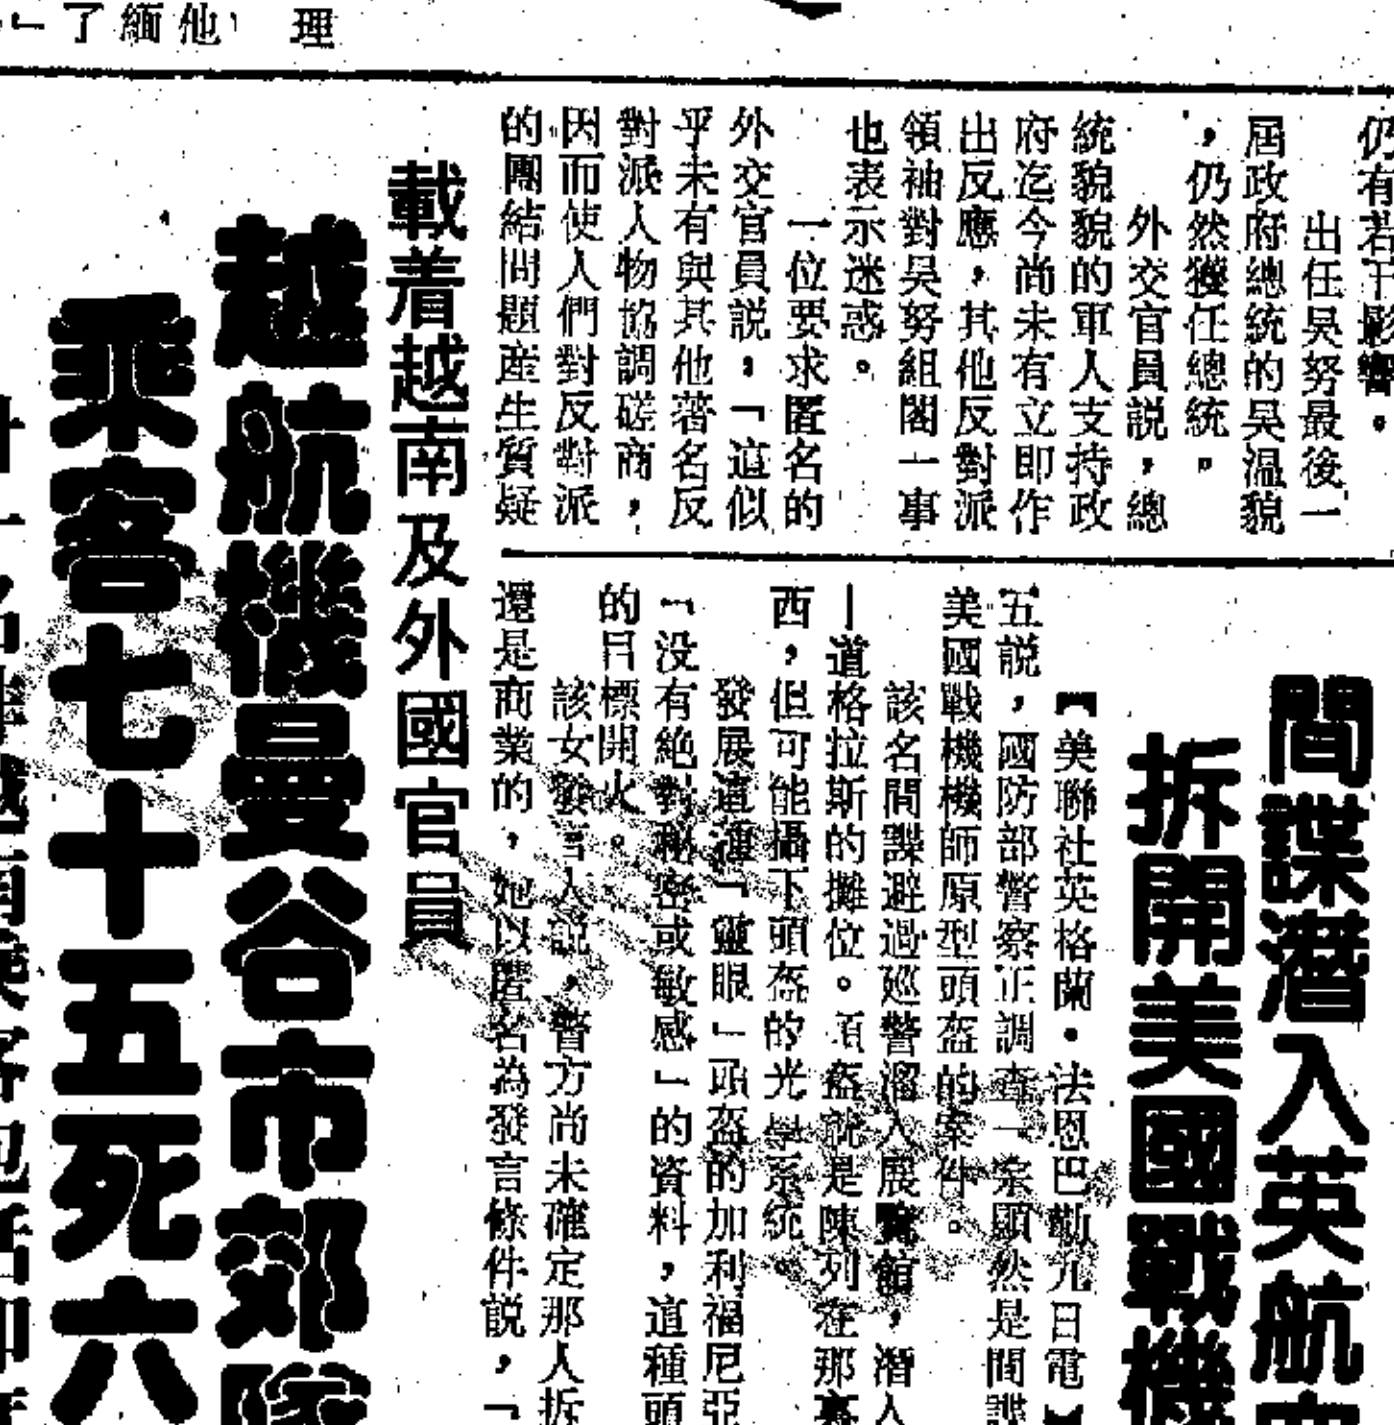 理
他緬了﹂
仍有若干影響。
出任吳努最後一
屆政府總統的吳温貌
，仍然獲任總統。
外交官員説，總
統貌貌的軍人支持政
府迄今尚未有立即作
出反應，其他反對派
領袖對吳努組閣一事
也表示迷惑。
一位要求匿名的
外交官員説，「這似
乎未有與其他著名反
對派人物協調磋商，
因而使人們對反對派
的團結問題産生質疑
間諜潛入英航
拆開美國戰機
【美聯社英格蘭·法恩巴勒九日電】
五説，國防部警察正調查一宗顯然是間諜
美國戰機機師原型頭盔的案件。
該名間諜避過巡警溜入展覽館，潛入
—道格拉斯的攤位。頭盔就是陳列在那裏
西，但可能攝下頭盔的光學系統。
發展這種「靈眼」頭盔的加利福尼亞
「没有絶對秘密或敏感」的資料，這種頭
的目標開火。
該女發言人説，警方尚未確定那人拆
還是商業的，她以匿名為發言條件説，「
載着越南及外國官員
越航機曼谷市郊墜
乘客七十五死六